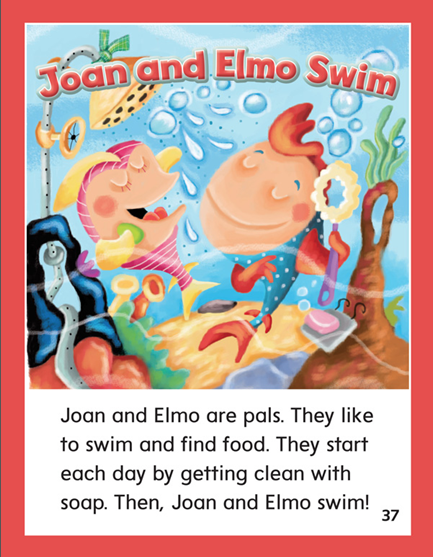 Joan and Elmo Swim
Joan and Elmo are pals. They like
to swim and find food. They start
each day by getting clean with
soap. Then, Joan and Elmo swim!
37